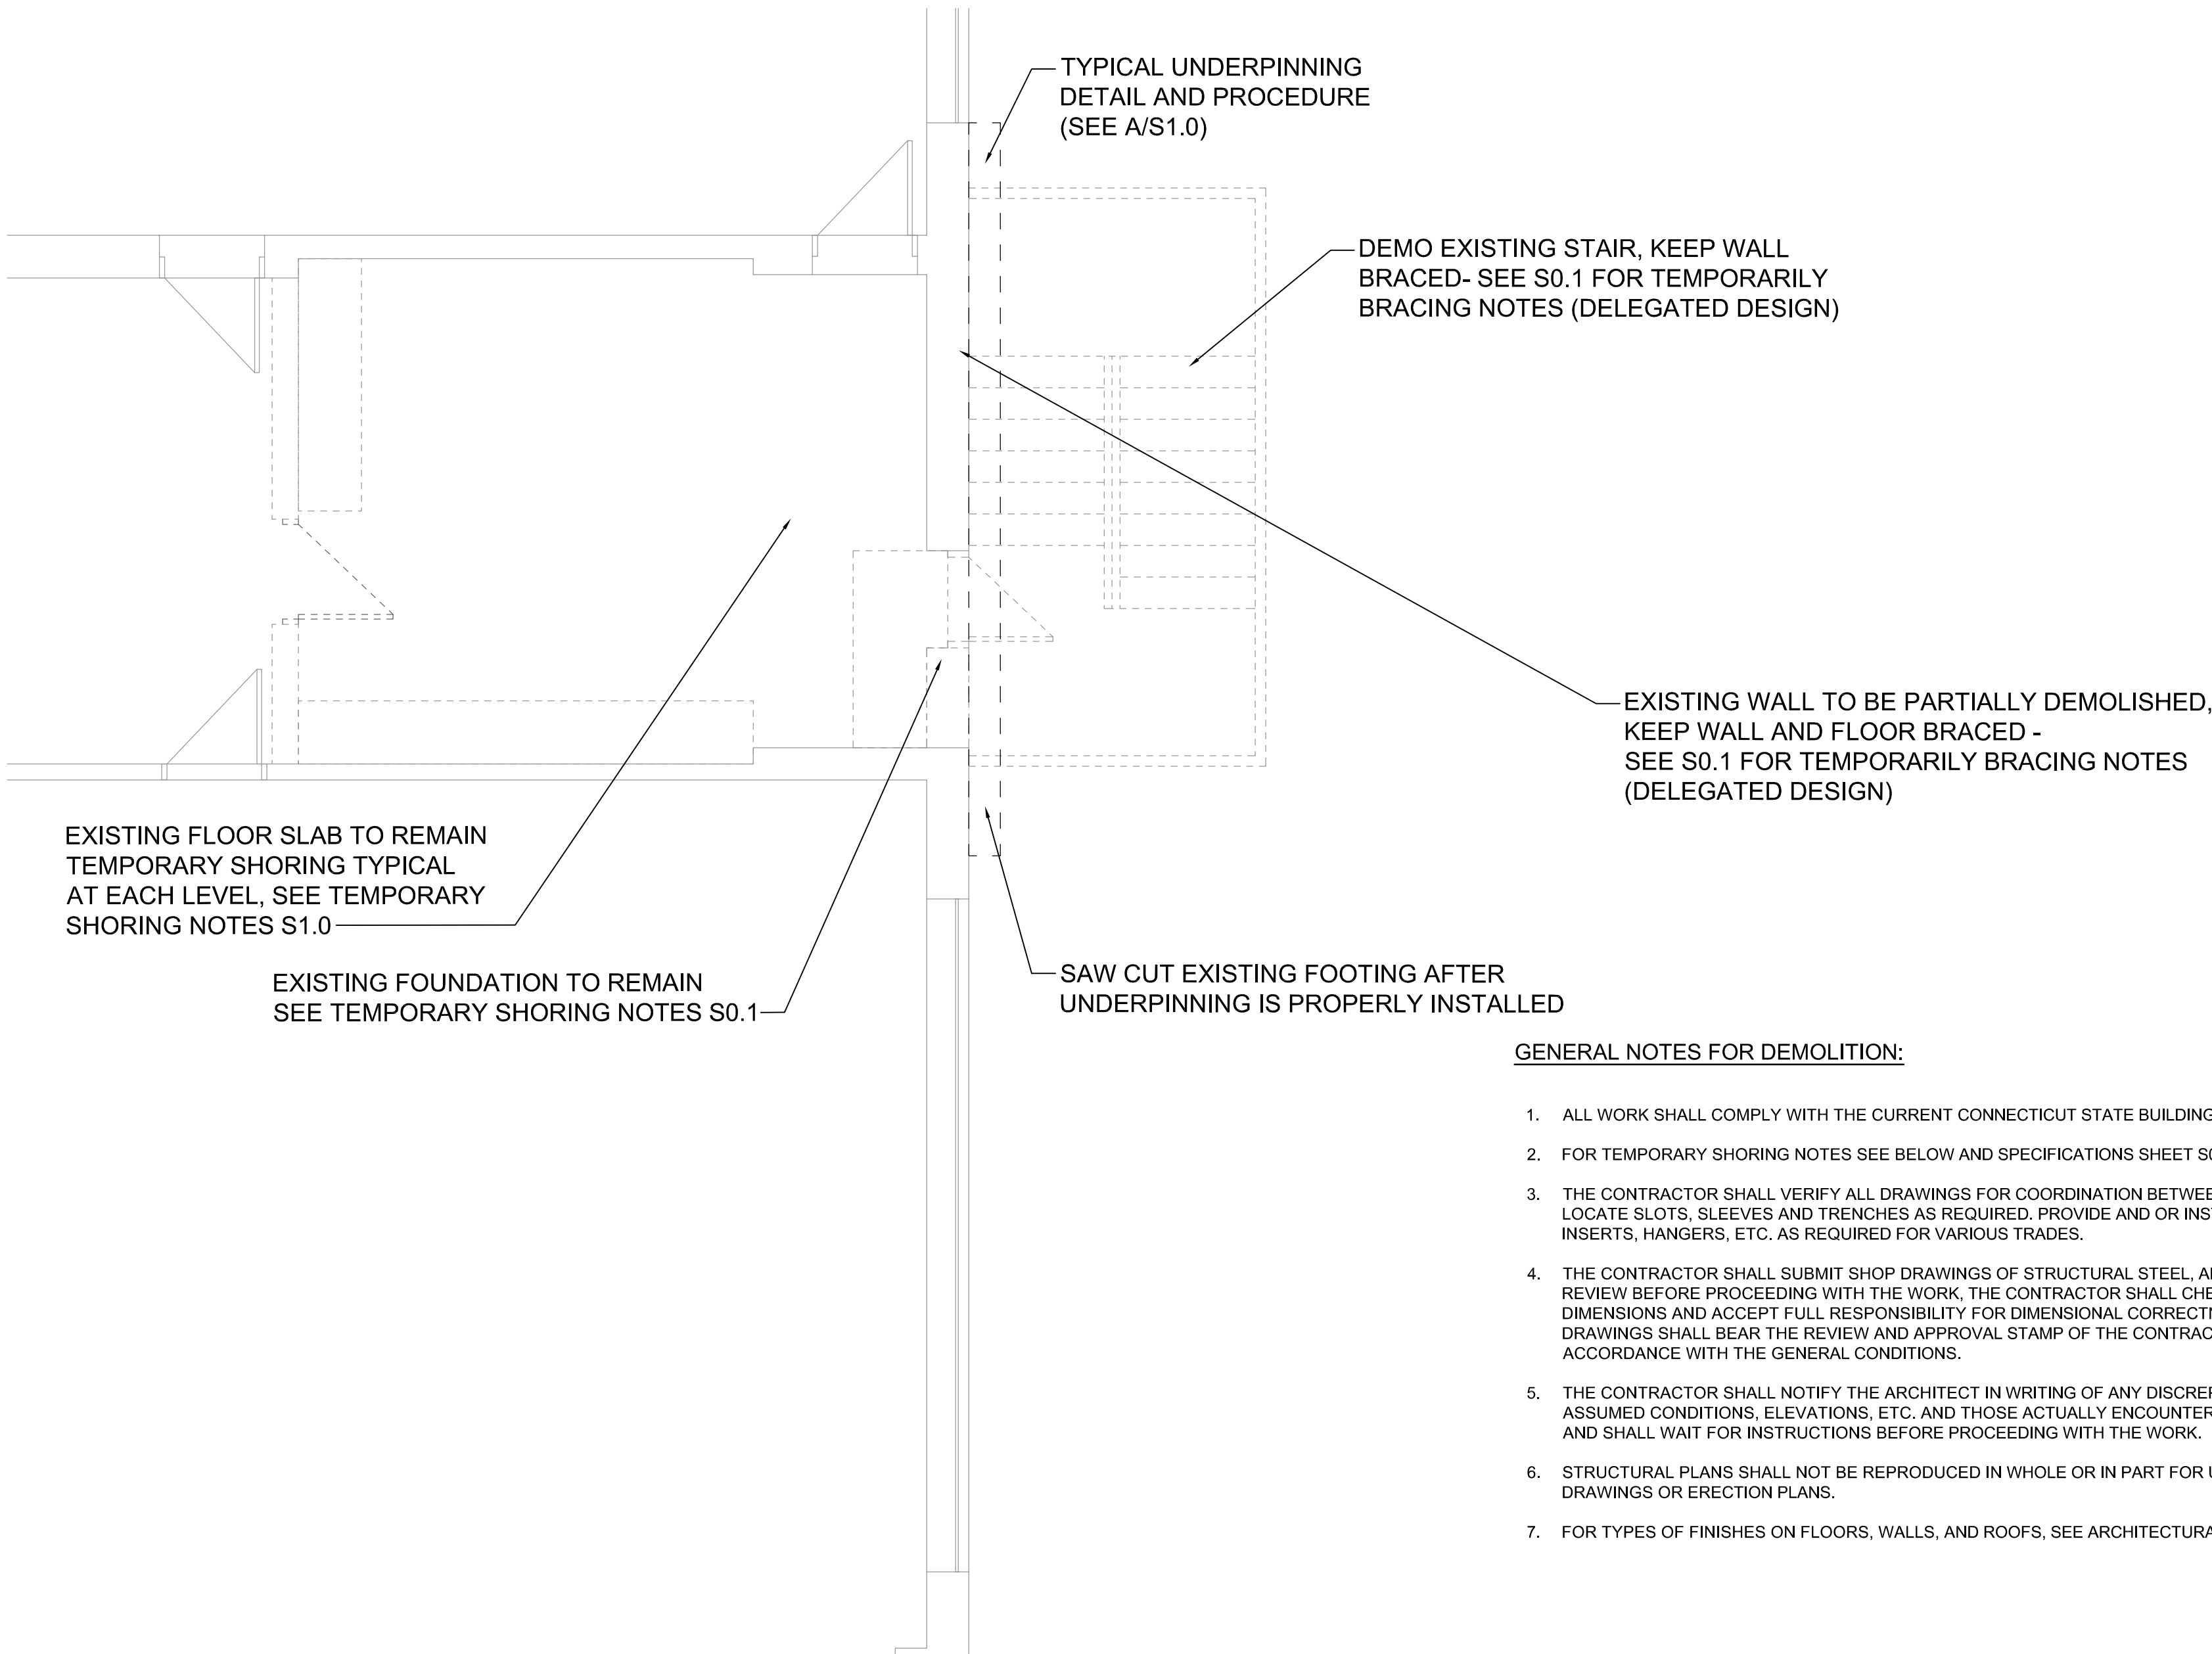 TYPICAL UNDERPINNING
DETAIL AND PROCEDURE
(SEE A/S1.0)
DEMO EXISTING STAIR, KEEP WALL
BRACED- SEE S0.1 FOR TEMPORARILY
BRACING NOTES (DELEGATED DESIGN)
EXISTING WALL TO BE PARTIALLY DEMOLISHED,
KEEP WALL AND FLOOR BRACED -
SEE S0.1 FOR TEMPORARILY BRACING NOTES
(DELEGATED DESIGN)
EXISTING FLOOR SLAB TO REMAIN
TEMPORARY SHORING TYPICAL
AT EACH LEVEL, SEE TEMPORARY
SHORING NOTES S1.0
EXISTING FOUNDATION TO REMAIN
SEE TEMPORARY SHORING NOTES S0.1
SAW CUT EXISTING FOOTING AFTER
UNDERPINNING IS PROPERLY INSTALLED
GENERAL NOTES FOR DEMOLITION:
1. ALL WORK SHALL COMPLY WITH THE CURRENT CONNECTICUT STATE BUILDING
2. FOR TEMPORARY SHORING NOTES SEE BELOW AND SPECIFICATIONS SHEET
3. THE CONTRACTOR SHALL VERIFY ALL DRAWINGS FOR COORDINATION
LOCATE SLOTS, SLEEVES AND TRENCHES AS REQUIRED. PROVIDE AND OR
INSERTS, HANGERS, ETC. AS REQUIRED FOR VARIOUS TRADES.
4. THE CONTRACTOR SHALL SUBMIT SHOP DRAWINGS OF STRUCTURAL STEEL,
REVIEW BEFORE PROCEEDING WITH THE WORK, THE CONTRACTOR SHALL
DIMENSIONS AND ACCEPT FULL RESPONSIBILITY FOR DIMENSIONAL
DRAWINGS SHALL BEAR THE REVIEW AND APPROVAL STAMP OF THE
ACCORDANCE WITH THE GENERAL CONDITIONS.
5. THE CONTRACTOR SHALL NOTIFY THE ARCHITECT IN WRITING OF ANY
ASSUMED CONDITIONS, ELEVATIONS, ETC. AND THOSE ACTUALLY
AND SHALL WAIT FOR INSTRUCTIONS BEFORE PROCEEDING WITH THE WORK.
6. STRUCTURAL PLANS SHALL NOT BE REPRODUCED IN WHOLE OR IN PART FOR
DRAWINGS OR ERECTION PLANS.
7. FOR TYPES OF FINISHES ON FLOORS, WALLS, AND ROOFS, SEE